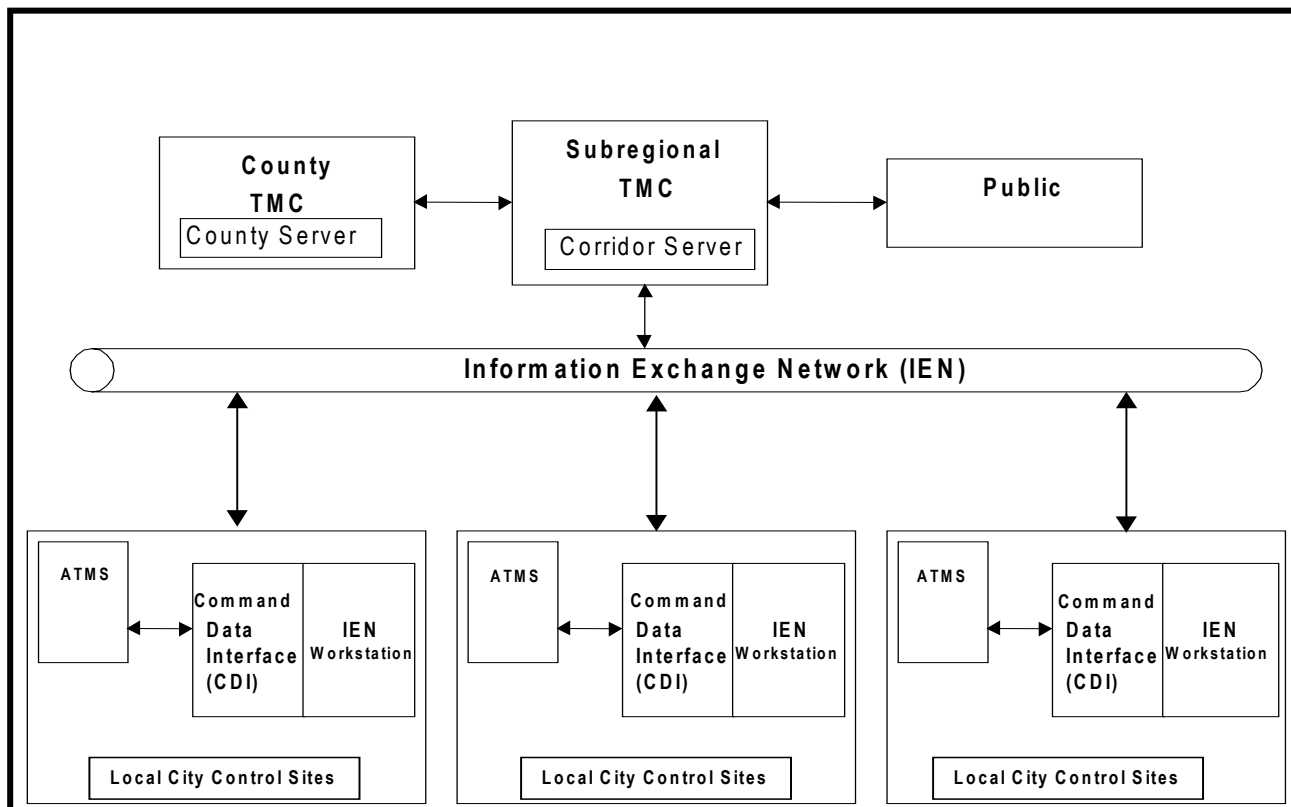 County
TMC
County Server
Subregional
TMC
Corridor Server
Public
Information Exchange Network (IEN)
ATMS
Command
Data
Interface
(CDI)
IEN
Workstation
Local City Control Sites
ATMS
Command
Data
Interface
(CDI)
IEN
Workstation
Local City Control Sites
ATMS
Command
Data
Interface
(CDI)
IEN
Workstation
Local City Control Sites